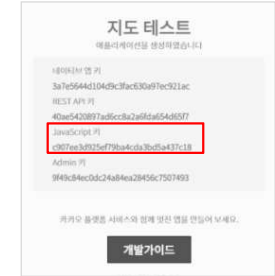 지도 테스트
애플리케이션을 생성하였습니다
네이티브 앱 키
3a7e5644d104d9c3fac630a97ec921ac
REST API 키
40ae5420897ad6cc8a2a6fda654d65f7
JavaScript 키
c907ee3d925ef79ba4cda3bd5a437c18
Admin 키
9f49c84ec0dc24a84ea28456c7507493
카카오 플랫폼 서비스와 함께 멋진 앱을 만들어 보세요.
개발가이드